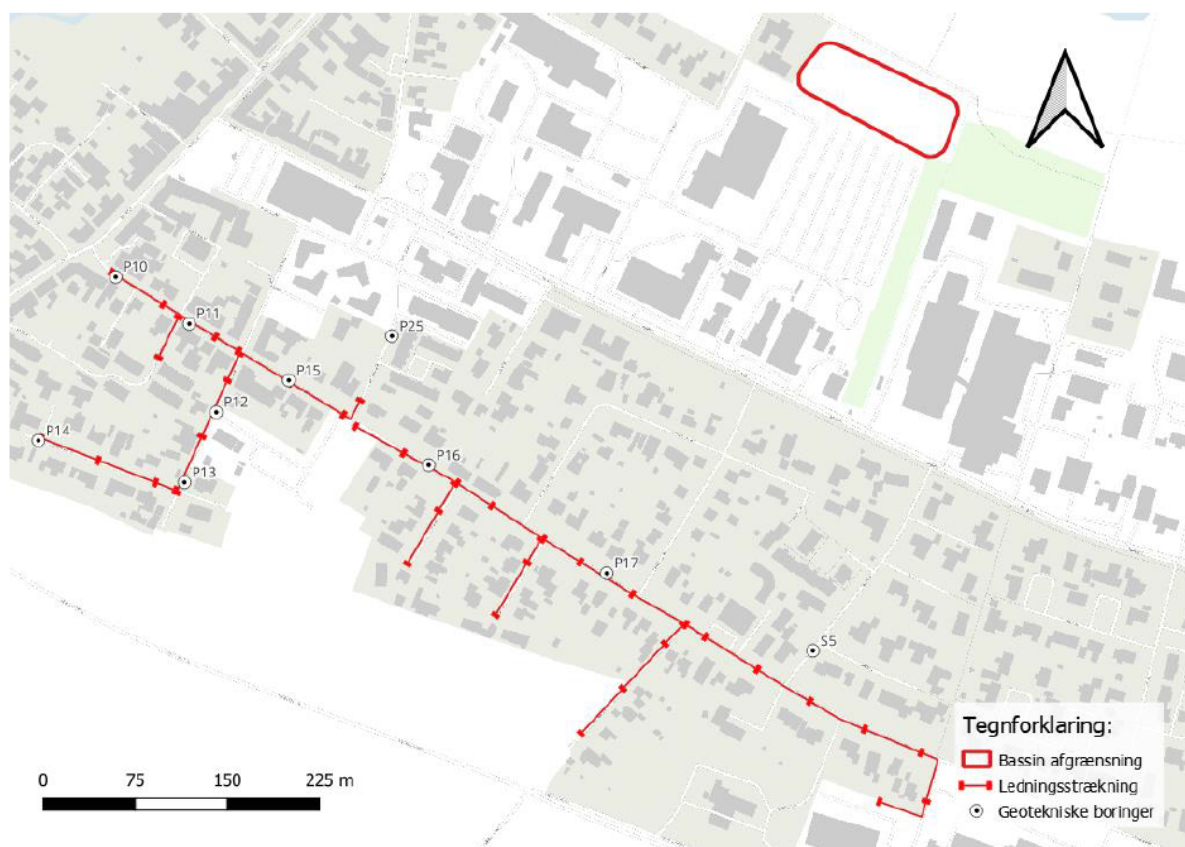 P10
P11
P25
P15
P12
P14
P16
P13
P17
S5
Tegnforklaring:
Bassin afgrænsning
Ledningsstrækning
Geotekniske boringer
0 75 150 225 m